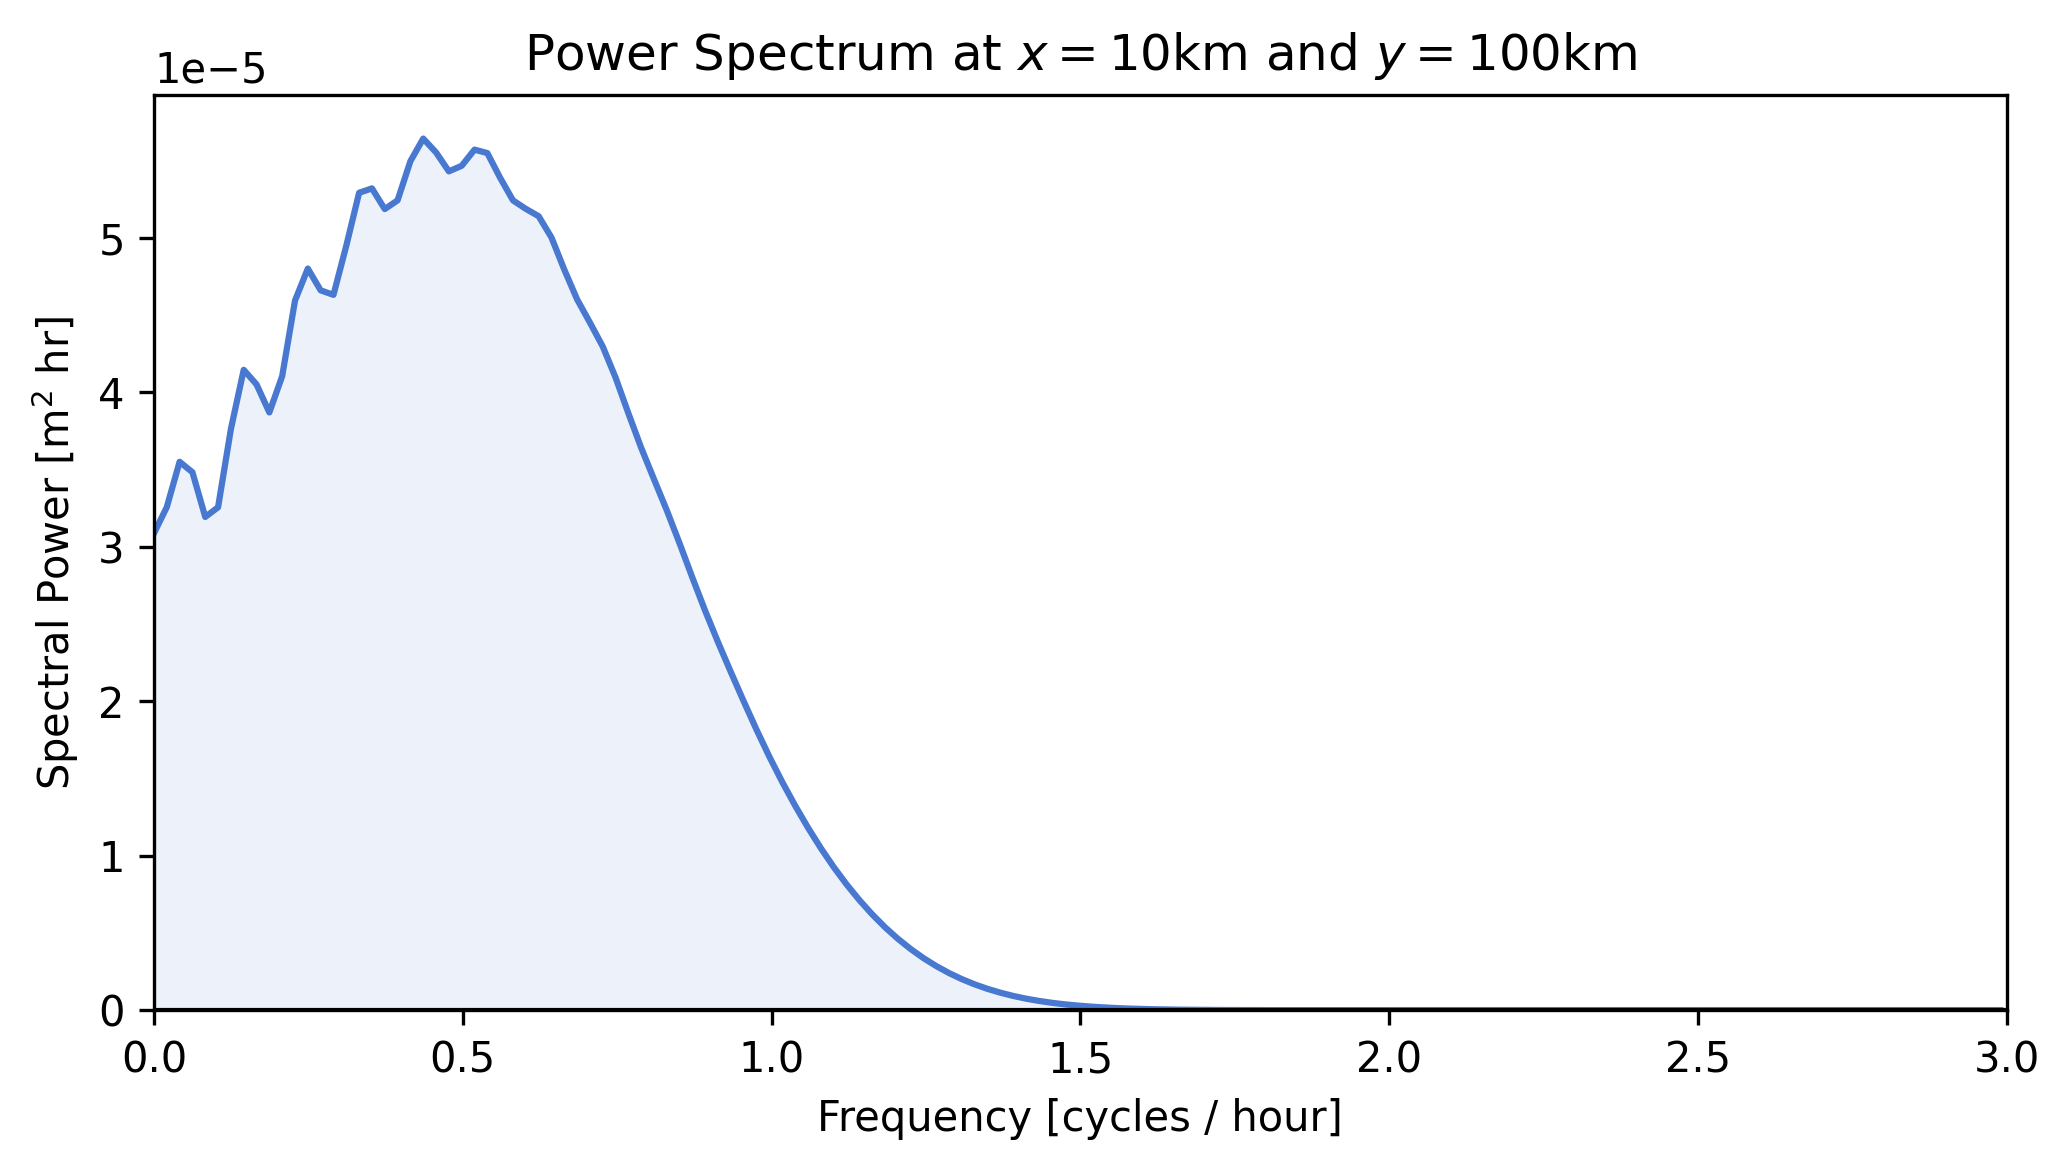 Power Spectrum at x = 10km and y = 100km
1e−5
5
4
3
2
1
0
Spectral Power [m² hr]
0.0 0.5 1.0 1.5 2.0 2.5 3.0
Frequency [cycles / hour]